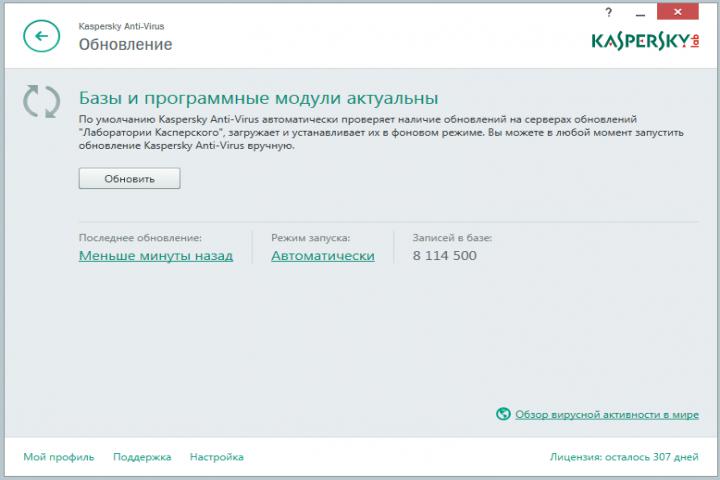 Kaspersky Anti-Virus
Обновление
?
KASPERSKY lab
Базы и программные модули актуальны
По умолчанию Kaspersky Anti-Virus автоматически проверяет наличие обновлений на серверах обновлений
"Лаборатории Касперского", загружает и устанавливает их в фоновом режиме. Вы можете в любой момент запустить
обновление Kaspersky Anti-Virus вручную.
Обновить
Последнее обновление:
Меньше минуты назад
Режим запуска:
Автоматически
Записей в базе:
8 114 500
Обзор вирусной активности в мире
Мой профиль Поддержка Настройка Лицензия: осталось 307 дней